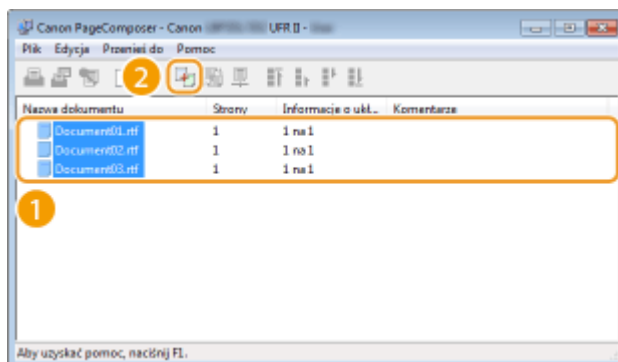 Canon PageComposer - Canon UFR II -
Plik Edycja Przenieś do Pomoc
2
Nazwa dokumentu Strony Informacje o ukł... Komentarze
Document01.rtf 1 1 na 1
Document02.rtf 1 1 na 1
Document03.rtf 1 1 na 1
1
Aby uzyskać pomoc, naciśnij F1.